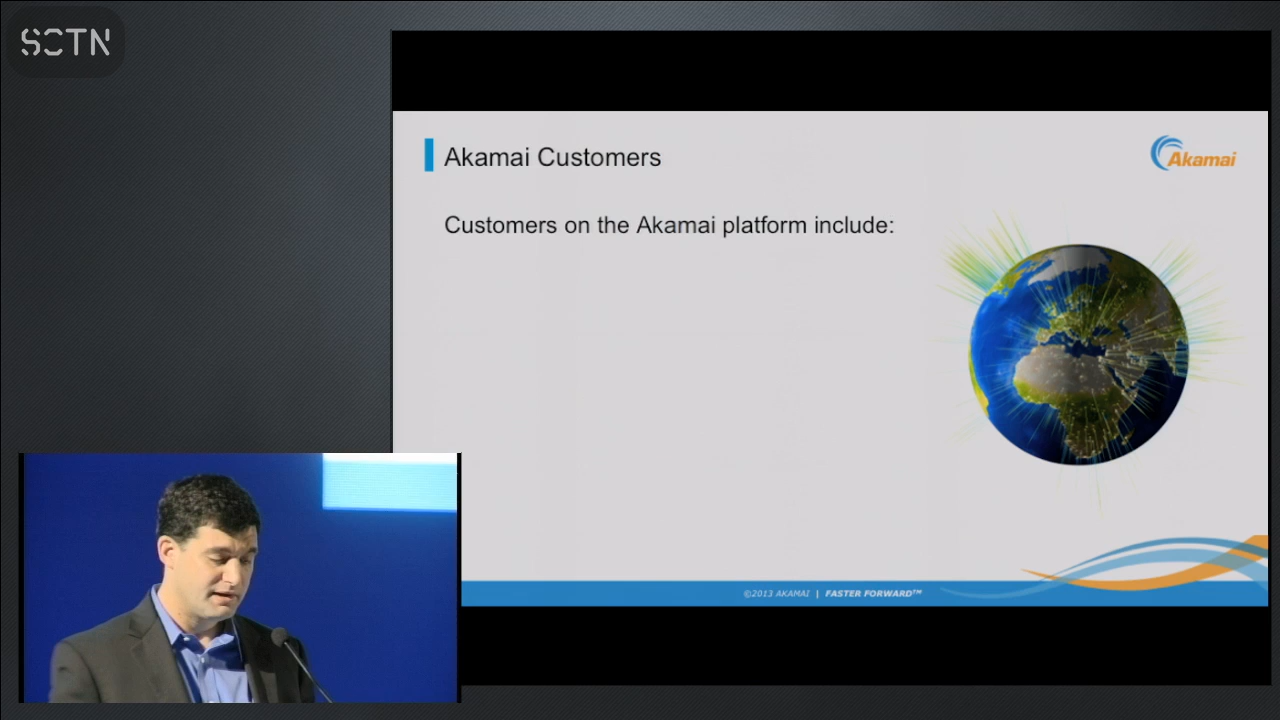 SCTN
Akamai Customers
Akamai
Customers on the Akamai platform include:
©2013 AKAMAI | FASTER FORWARD™